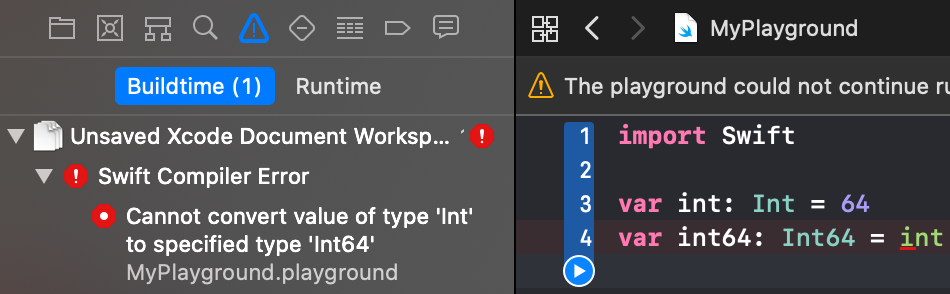 MyPlayground
Buildtime (1) Runtime
The playground could not continue
Unsaved Xcode Document Worksp...
Swift Compiler Error
Cannot convert value of type 'Int'
to specified type 'Int64'
MyPlayground.playground
1 import Swift
2
3 var int: Int = 64
4 var int64: Int64 = int